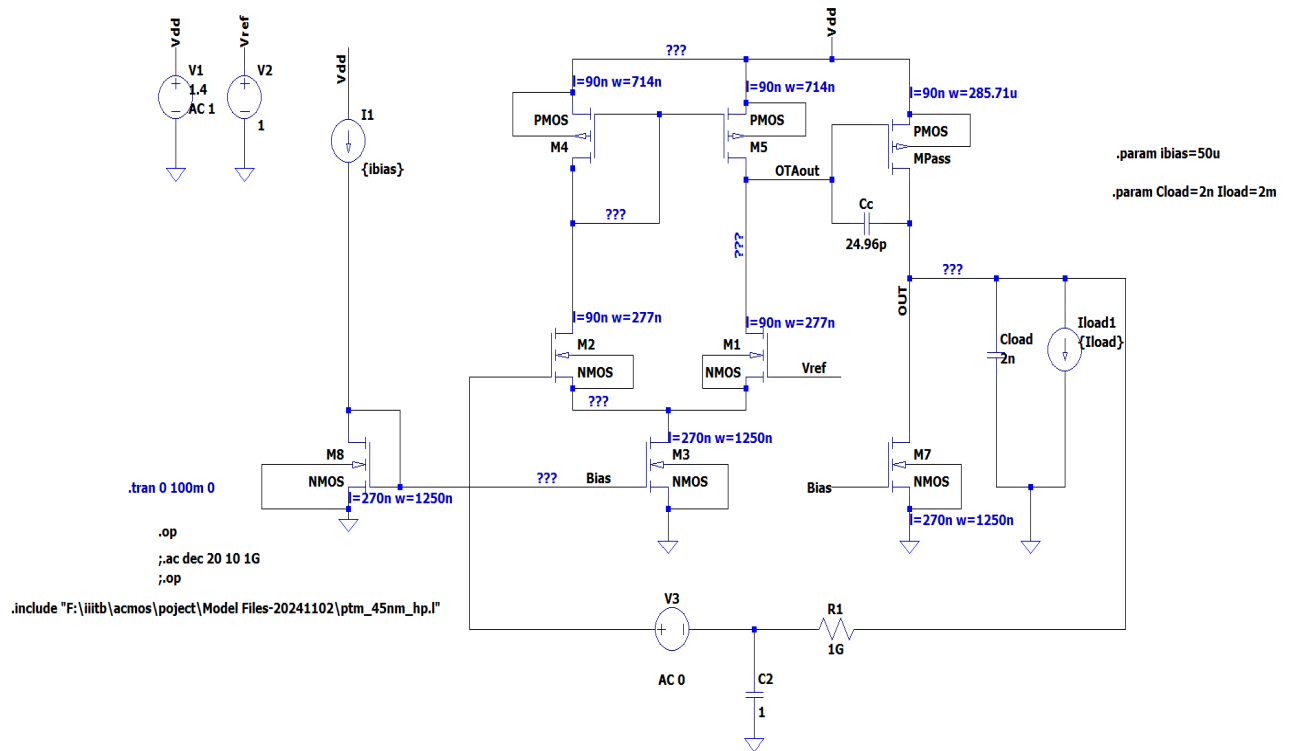 Vdd
Vref
V1
1.4
AC 1
V2
1
Vdd
I1
{ibias}
???
Vdd
l=90n w=714n
l=90n w=714n
l=90n w=285.71u
PMOS
M4
PMOS
M5
PMOS
MPass
OTAout
Cc
24.96p
.param ibias=50u
.param Cload=2n Iload=2m
???
???
???
OUT
l=90n w=277n
l=90n w=277n
M2
NMOS
M1
NMOS
Vref
Cload
2n
Iload1
{Iload}
???
l=270n w=1250n
M8
NMOS
l=270n w=1250n
???
Bias
M3
NMOS
Bias
M7
NMOS
l=270n w=1250n
.tran 0 100m 0
.op
;.ac dec 20 10 1G
;.op
.include "F:\iiitb\acmos\poject\Model Files-20241102\ptm_45nm_hp.l"
V3
AC 0
R1
1G
C2
1